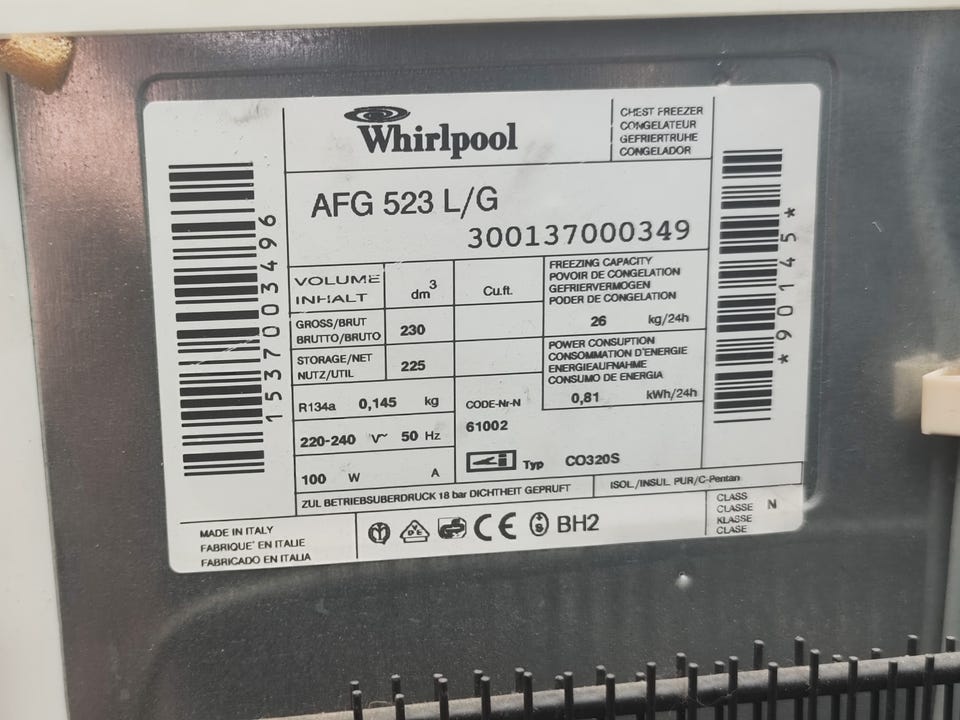 Whirlpool
CHEST FREEZER
CONGELATEUR
GEFRIERTRUHE
CONGELADOR
AFG 523 L/G
300137000349
153700003496
*90145*
VOLUME
INHALT
dm3
Cu.ft.
GROSS/BRUT
BRUTTO/BRUTO
230
STORAGE/NET
NUTZ/UTIL
225
FREEZING CAPACITY
POVOIR DE CONGELATION
GEFRIERVERMOGEN
PODER DE CONGELATION
26 kg/24h
POWER CONSUPTION
CONSOMMATION D'ENERGIE
ENERGIEAUFNAHME
CONSUMO DE ENERGIA
0,81 kWh/24h
R134a 0,145 kg
220-240 V~ 50 Hz
100 W A
CODE-Nr-N
61002
Typ CO320S
ZUL BETRIEBSUBERDRUCK 18 bar DICHTHEIT GEPRUFT
ISOL./INSUL. PUR/C-Pentan
MADE IN ITALY
FABRIQUE' EN ITALIE
FABRICADO EN ITALIA
CE
BH2
CLASS
CLASSE
KLASSE
CLASE
N